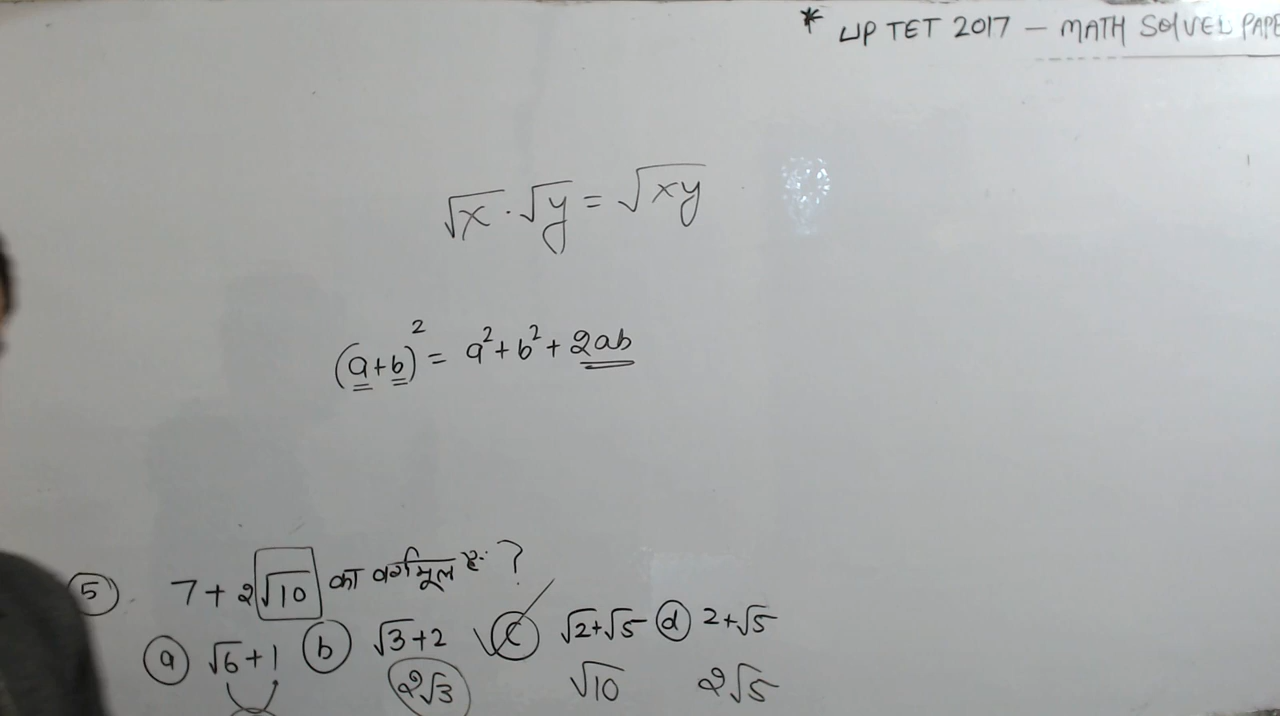 * UP TET 2017 — MATH SOLVED PAPE
√x · √y = √xy
(a+b)² = a² + b² + 2ab
⑤ 7 + 2√10 का वर्गमूल है ?
ⓐ √6+1 ⓑ √3+2 ⓒ √2+√5 ⓓ 2+√5
2√3 √10 2√5